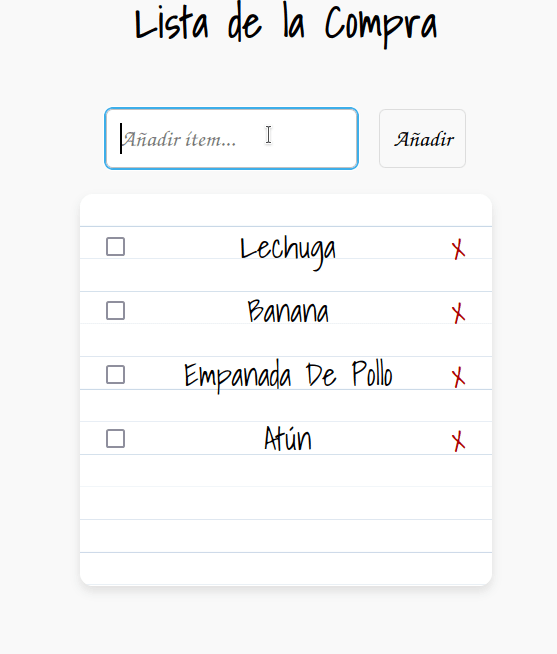 Lista de la Compra
Añadir ítem...
Añadir
Lechuga X
Banana X
Empanada De Pollo X
Atún X